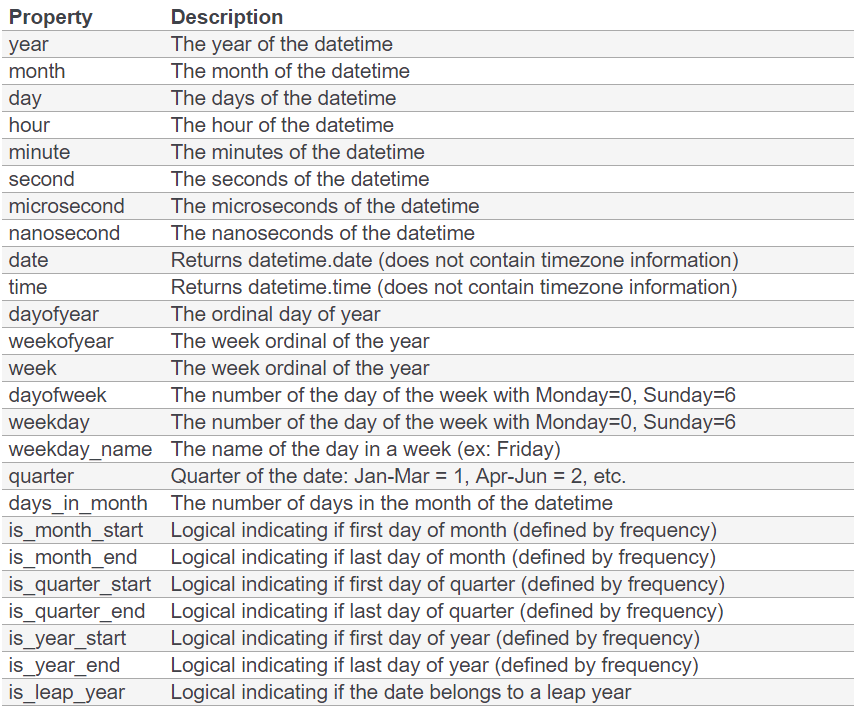 Property Description
year The year of the datetime
month The month of the datetime
day The days of the datetime
hour The hour of the datetime
minute The minutes of the datetime
second The seconds of the datetime
microsecond The microseconds of the datetime
nanosecond The nanoseconds of the datetime
date Returns datetime.date (does not contain timezone information)
time Returns datetime.time (does not contain timezone information)
dayofyear The ordinal day of year
weekofyear The week ordinal of the year
week The week ordinal of the year
dayofweek The number of the day of the week with Monday=0, Sunday=6
weekday The number of the day of the week with Monday=0, Sunday=6
weekday_name The name of the day in a week (ex: Friday)
quarter Quarter of the date: Jan-Mar = 1, Apr-Jun = 2, etc.
days_in_month The number of days in the month of the datetime
is_month_start Logical indicating if first day of month (defined by frequency)
is_month_end Logical indicating if last day of month (defined by frequency)
is_quarter_start Logical indicating if first day of quarter (defined by frequency)
is_quarter_end Logical indicating if last day of quarter (defined by frequency)
is_year_start Logical indicating if first day of year (defined by frequency)
is_year_end Logical indicating if last day of year (defined by frequency)
is_leap_year Logical indicating if the date belongs to a leap year